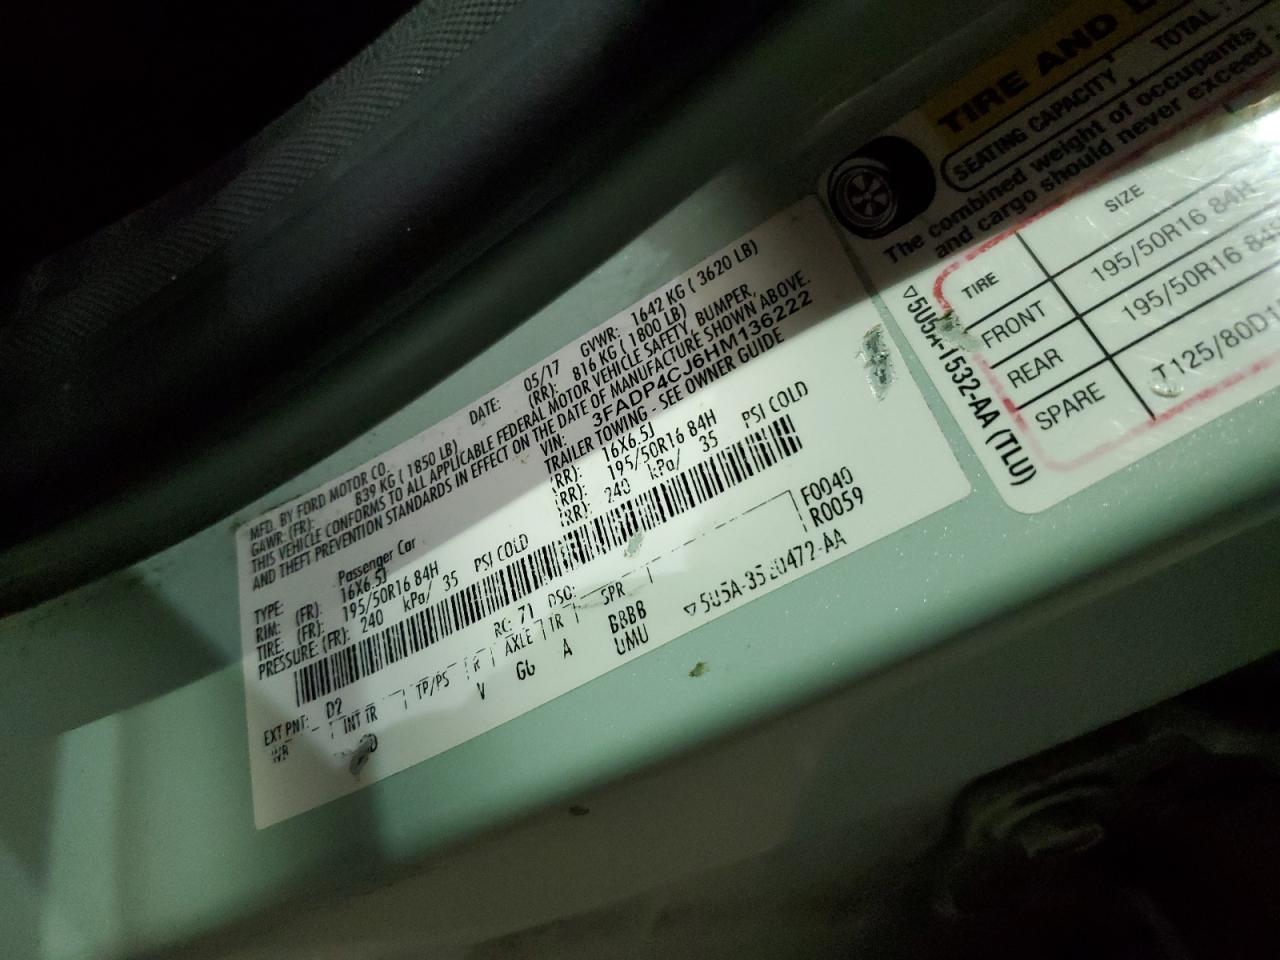 MFD. BY FORD MOTOR CO.
DATE: 05/17 GVWR: 1642 KG ( 3620 LB)
GAWR: (FR): 839 KG ( 1850 LB) (RR): 816 KG ( 1800 LB)
THIS VEHICLE CONFORMS TO ALL APPLICABLE FEDERAL MOTOR VEHICLE SAFETY, BUMPER,
AND THEFT PREVENTION STANDARDS IN EFFECT ON THE DATE OF MANUFACTURE SHOWN ABOVE.
VIN: 3FADP4CJ6HM136222
TYPE: Passenger Car TRAILER TOWING - SEE OWNER GUIDE
RIM: (FR): 16X6.5J (RR): 16X6.5J
TIRE: (FR): 195/50R16 84H (RR): 195/50R16 84H
PRESSURE: (FR): 240 kPa/ 35 PSI COLD (RR): 240 kPa/ 35 PSI COLD
EXT PNT: D2 RC: 71 DSO: F0040
WB INT TR TP/PS R AXLE TR SPR R0059
V GG A BBBB
UMU
TIRE AND
SEATING CAPACITY TOTAL :
The combined weight of occupants
and cargo should never exceed :
TIRE SIZE
FRONT 195/50R16 84H
REAR 195/50R16
SPARE T125/80D
5U5A-1532-AA (TLU)